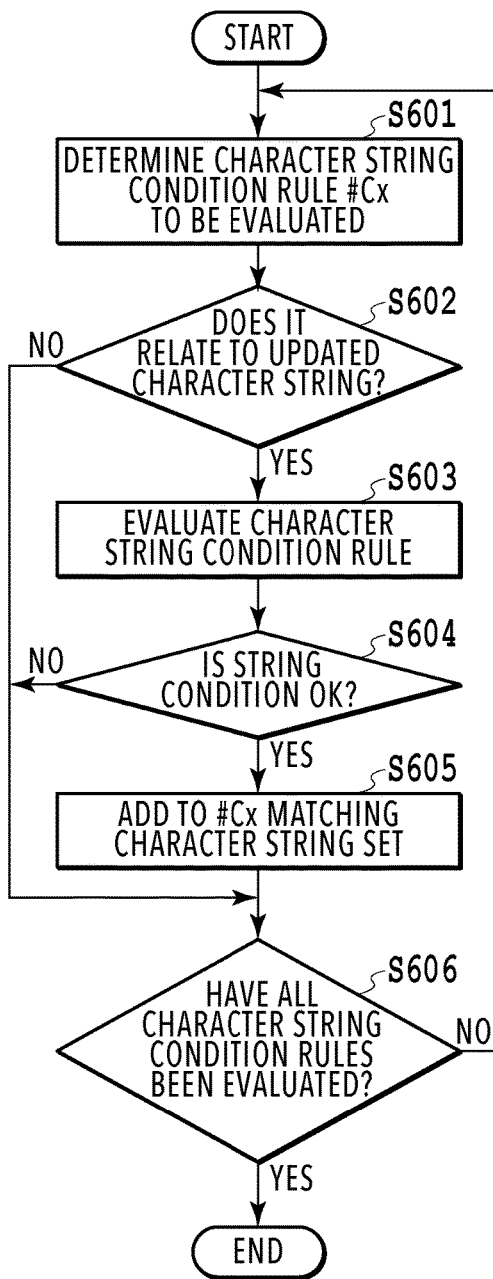 START
S601
DETERMINE CHARACTER STRING
CONDITION RULE #Cx
TO BE EVALUATED
S602
DOES IT
RELATE TO UPDATED
CHARACTER STRING?
NO
YES
S603
EVALUATE CHARACTER
STRING CONDITION RULE
S604
IS STRING
CONDITION OK?
NO
YES
S605
ADD TO #Cx MATCHING
CHARACTER STRING SET
S606
HAVE ALL
CHARACTER STRING
CONDITION RULES
BEEN EVALUATED?
NO
YES
END